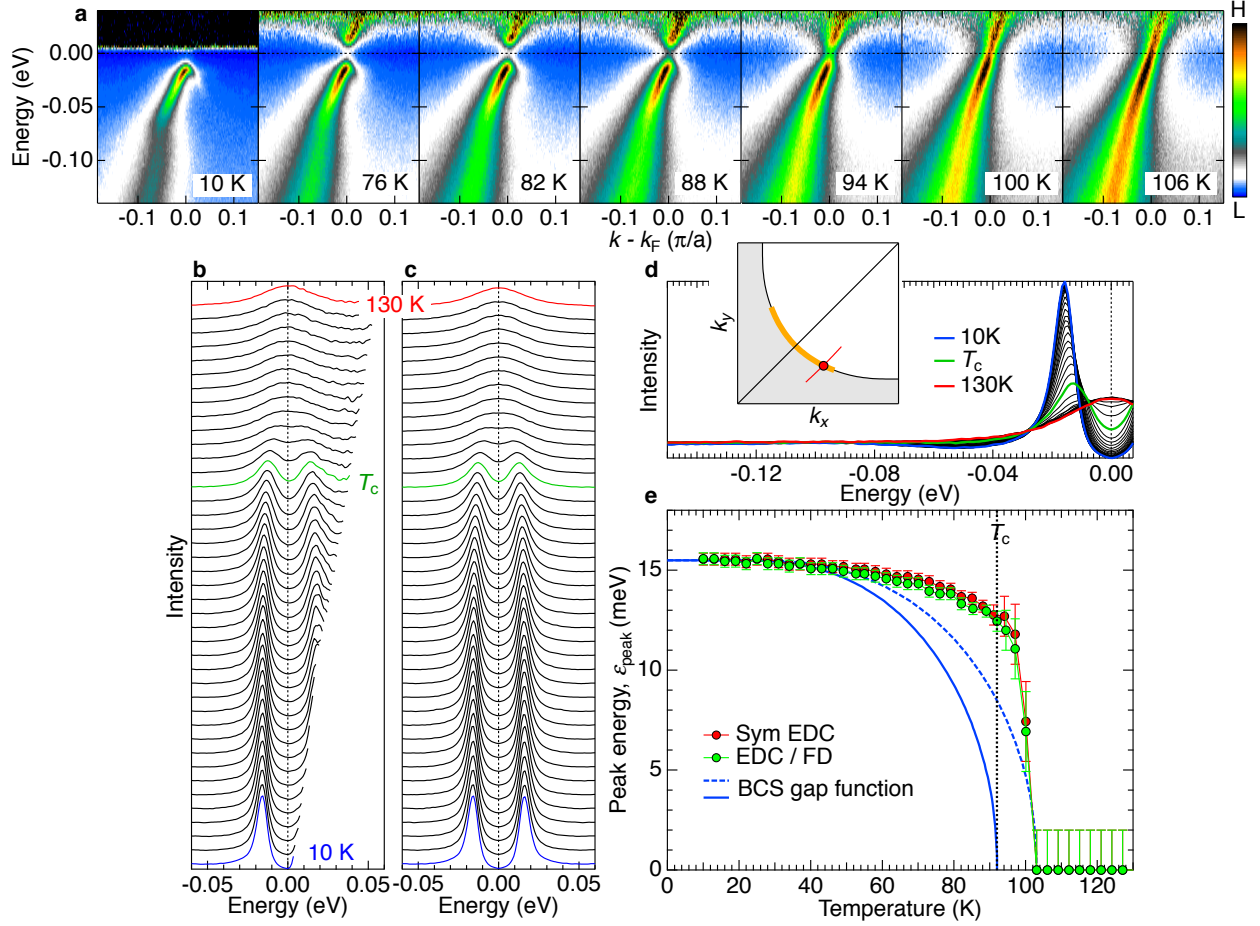 a
H
L
Energy (eV)
0.00
-0.05
-0.10
10 K
76 K
82 K
88 K
94 K
100 K
106 K
-0.1 0.0 0.1 -0.1 0.0 0.1 -0.1 0.0 0.1 -0.1 0.0 0.1 -0.1 0.0 0.1 -0.1 0.0 0.1 -0.1 0.0 0.1
k - kF (π/a)
b
c
130 K
Tc
10 K
Intensity
-0.05 0.00 0.05
Energy (eV)
-0.05 0.00 0.05
Energy (eV)
d
ky
kx
Intensity
10K
Tc
130K
-0.12 -0.08 -0.04 0.00
Energy (eV)
e
Tc
Peak energy, εpeak (meV)
15
10
5
0
Sym EDC
EDC / FD
BCS gap function
0 20 40 60 80 100 120
Temperature (K)